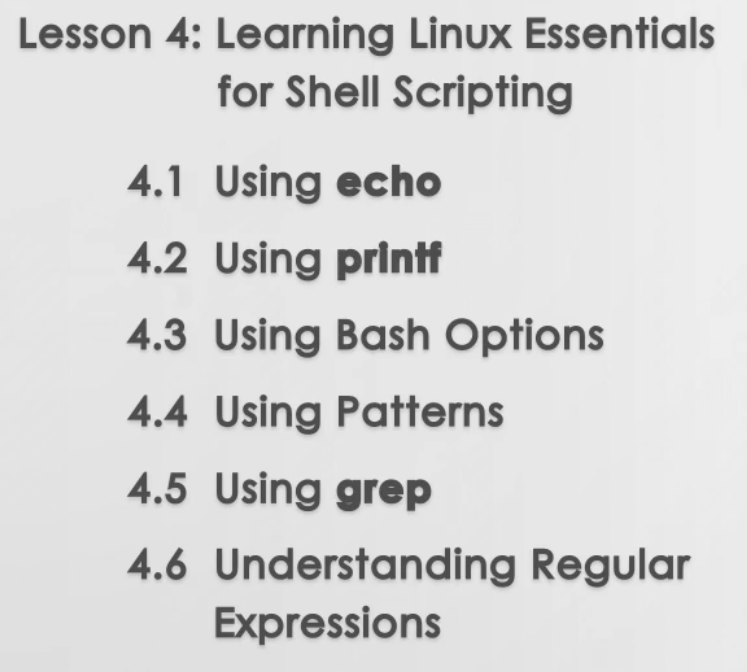 Lesson 4: Learning Linux Essentials
for Shell Scripting
4.1 Using echo
4.2 Using printf
4.3 Using Bash Options
4.4 Using Patterns
4.5 Using grep
4.6 Understanding Regular
Expressions